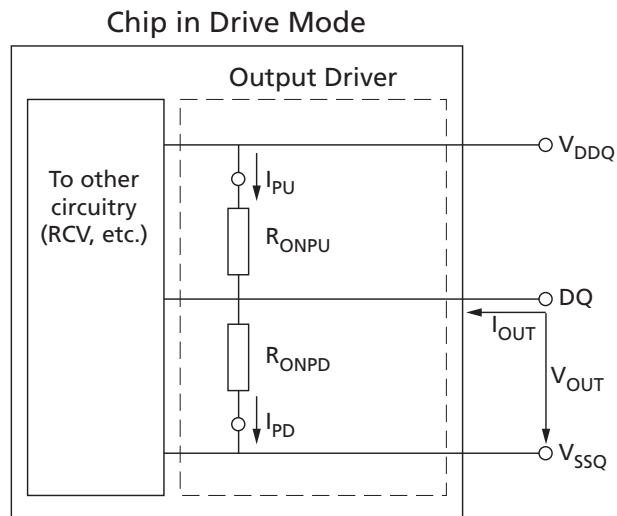 Chip in Drive Mode
Output Driver
To other
circuitry
(RCV, etc.)
V_DDQ
I_PU
R_ONPU
DQ
I_OUT
R_ONPD
V_OUT
I_PD
V_SSQ